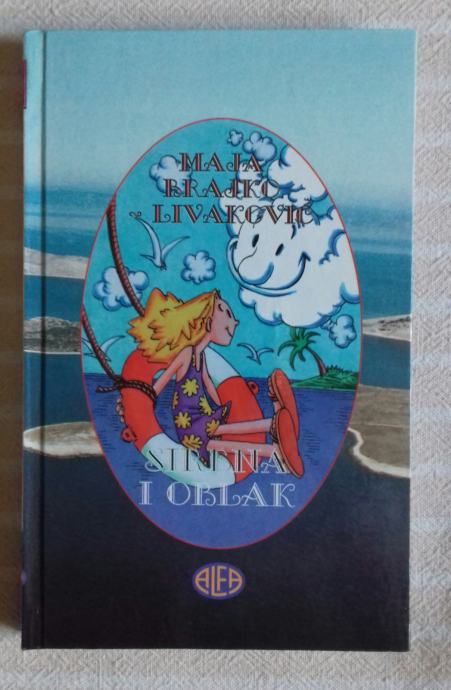 MAJA
BRAJKO
LIVAKOVIĆ
SIRENA
I OBLAK
ALFA